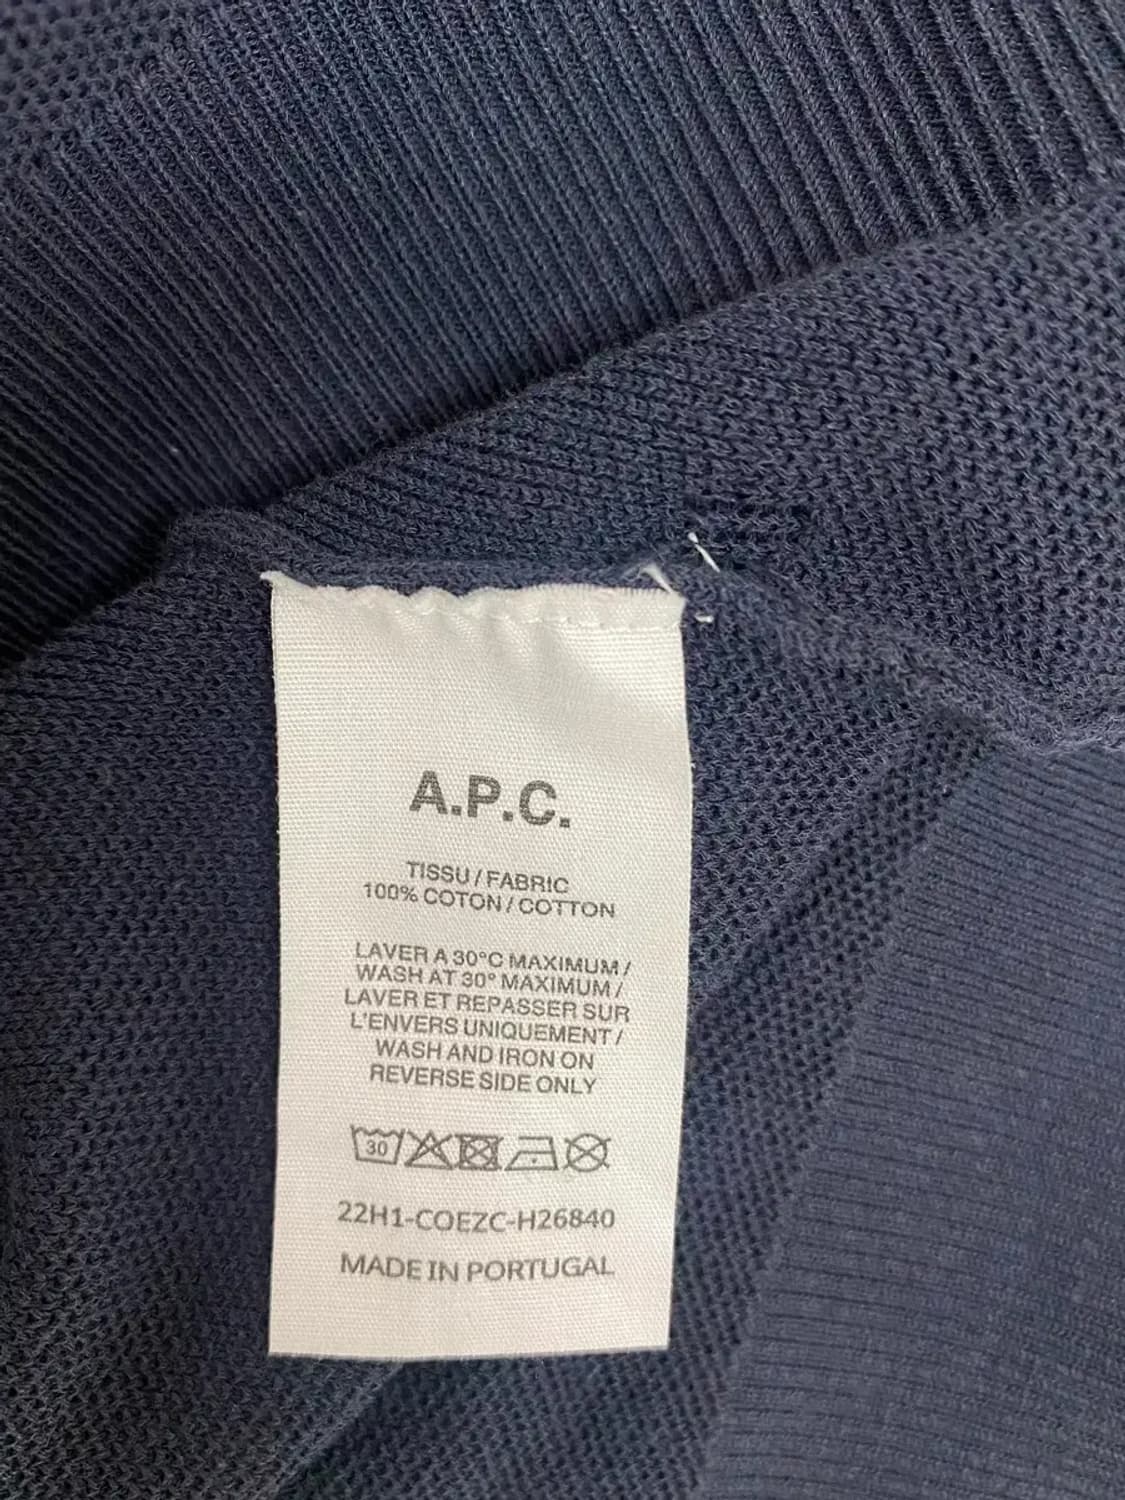 A.P.C.
TISSU / FABRIC
100% COTON / COTTON
LAVER A 30°C MAXIMUM /
WASH AT 30° MAXIMUM /
LAVER ET REPASSER SUR
L'ENVERS UNIQUEMENT /
WASH AND IRON ON
REVERSE SIDE ONLY
30
22H1-COEZC-H26840
MADE IN PORTUGAL